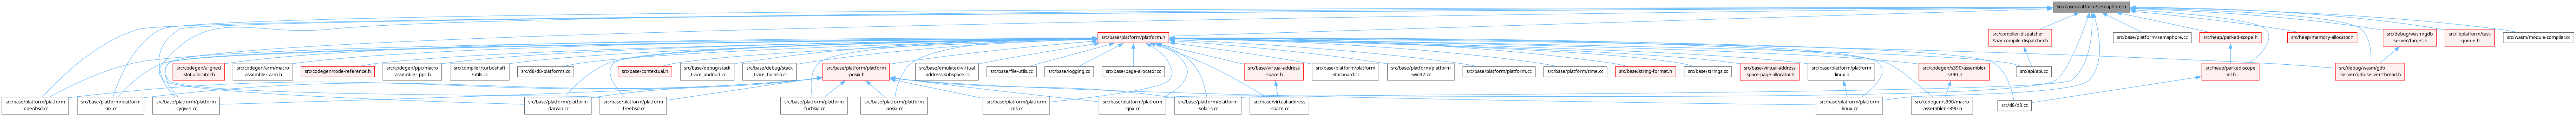 src/base/platform/semaphore.h
src/base/platform/platform.h
src/compiler-dispatcher
/lazy-compile-dispatcher.h
src/base/platform/semaphore.cc
src/heap/parked-scope.h
src/heap/memory-allocator.h
src/debug/wasm/gdb
-server/target.h
src/libplatform/task
-queue.h
src/wasm/module-compiler.cc
src/codegen/aligned
-slot-allocator.h
src/codegen/arm/macro
-assembler-arm.h
src/codegen/code-reference.h
src/codegen/ppc/macro
-assembler-ppc.h
src/compiler/turboshaft
/utils.cc
src/d8/d8-platforms.cc
src/base/contextual.h
src/base/debug/stack
_trace_android.cc
src/base/debug/stack
_trace_fuchsia.cc
src/base/platform/platform
-posix.h
src/base/emulated-virtual
-address-subspace.cc
src/base/file-utils.cc
src/base/logging.cc
src/base/page-allocator.cc
src/base/virtual-address
-space.h
src/base/platform/platform
-starboard.cc
src/base/platform/platform
-win32.cc
src/base/platform/platform.cc
src/base/platform/time.cc
src/base/string-format.h
src/base/strings.cc
src/base/virtual-address
-space-page-allocator.h
src/base/platform/platform
-linux.h
src/codegen/s390/assembler
-s390.h
src/api/api.cc
src/heap/parked-scope
-inl.h
src/debug/wasm/gdb
-server/gdb-server-thread.h
src/base/platform/platform
-openbsd.cc
src/base/platform/platform
-aix.cc
src/base/platform/platform
-cygwin.cc
src/base/platform/platform
-darwin.cc
src/base/platform/platform
-freebsd.cc
src/base/platform/platform
-fuchsia.cc
src/base/platform/platform
-posix.cc
src/base/platform/platform
-zos.cc
src/base/platform/platform
-qnx.cc
src/base/platform/platform
-solaris.cc
src/base/virtual-address
-space.cc
src/base/platform/platform
-linux.cc
src/codegen/s390/macro
-assembler-s390.h
src/d8/d8.cc